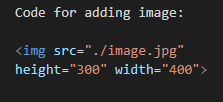 Code for adding image:
<img src="./image.jpg"
height="300" width="400">